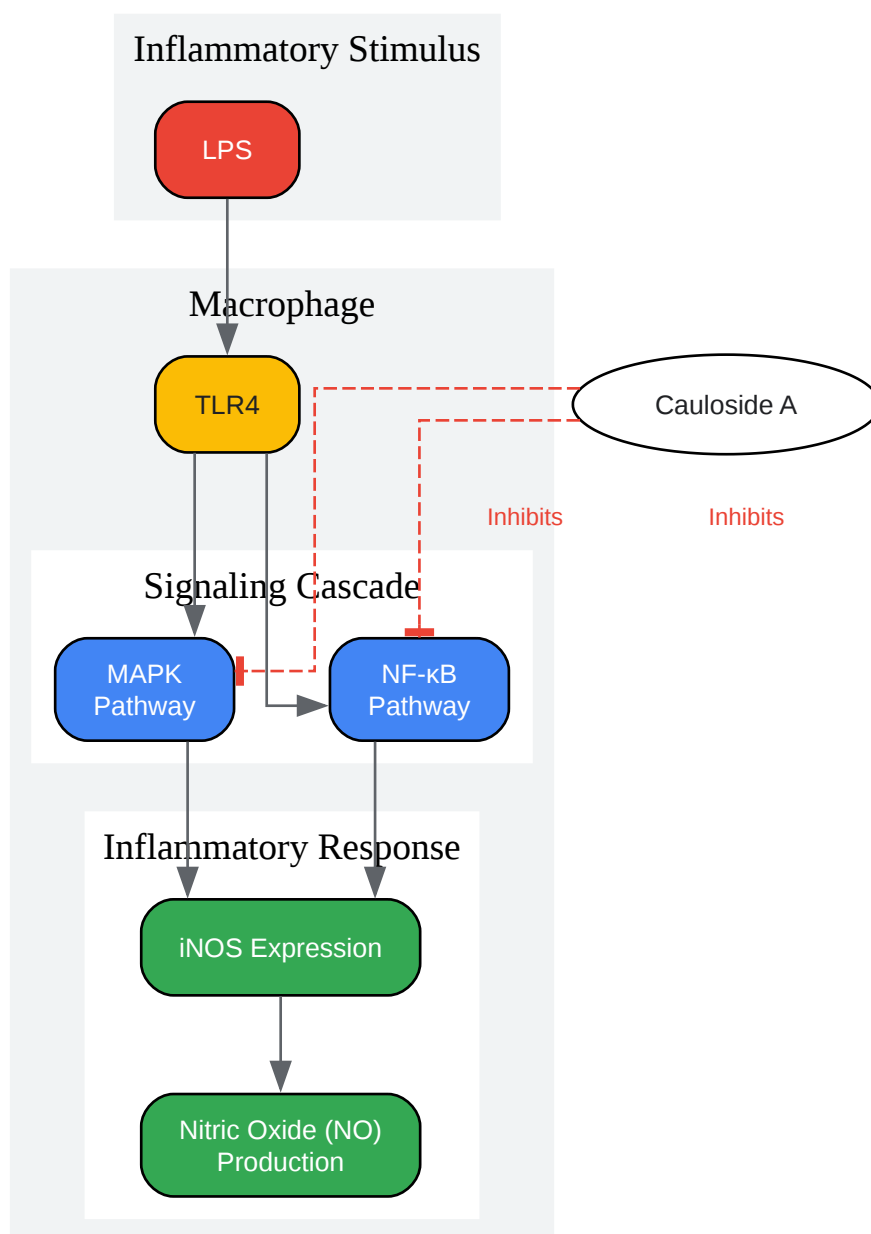 Inflammatory Stimulus
LPS
Macrophage
TLR4
Cauloside A
Inhibits
Inhibits
Signaling Cascade
MAPK
Pathway
NF-κB
Pathway
Inflammatory Response
iNOS Expression
Nitric Oxide (NO)
Production